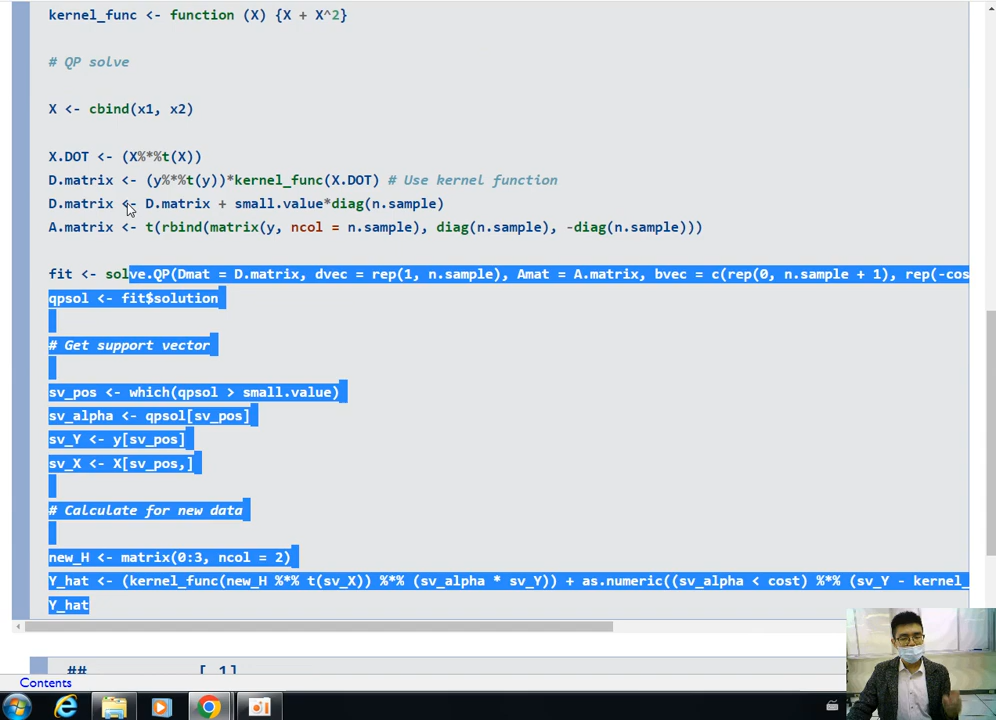 kernel_func <- function (X) {X + X^2}
# QP solve
X <- cbind(x1, x2)
X.DOT <- (X%*%t(X))
D.matrix <- (y%*%t(y))*kernel_func(X.DOT) # Use kernel function
D.matrix <- D.matrix + small.value*diag(n.sample)
A.matrix <- t(rbind(matrix(y, ncol = n.sample), diag(n.sample), -diag(n.sample)))
fit <- solve.QP(Dmat = D.matrix, dvec = rep(1, n.sample), Amat = A.matrix, bvec = c(rep(0, n.sample + 1), rep(-cos
qpsol <- fit$solution
# Get support vector
sv_pos <- which(qpsol > small.value)
sv_alpha <- qpsol[sv_pos]
sv_Y <- y[sv_pos]
sv_X <- X[sv_pos,]
# Calculate for new data
new_H <- matrix(0:3, ncol = 2)
Y_hat <- (kernel_func(new_H %*% t(sv_X)) %*% (sv_alpha * sv_Y)) + as.numeric((sv_alpha < cost) %*% (sv_Y - kernel_
Y_hat
## [,1]
Contents